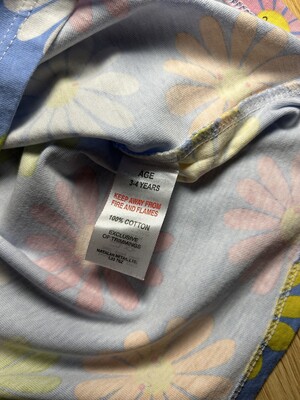 AGE
3-4 YEARS
KEEP AWAY FROM
FIRE AND FLAMES
100% COTTON
EXCLUSIVE
OF TRIMMINGS